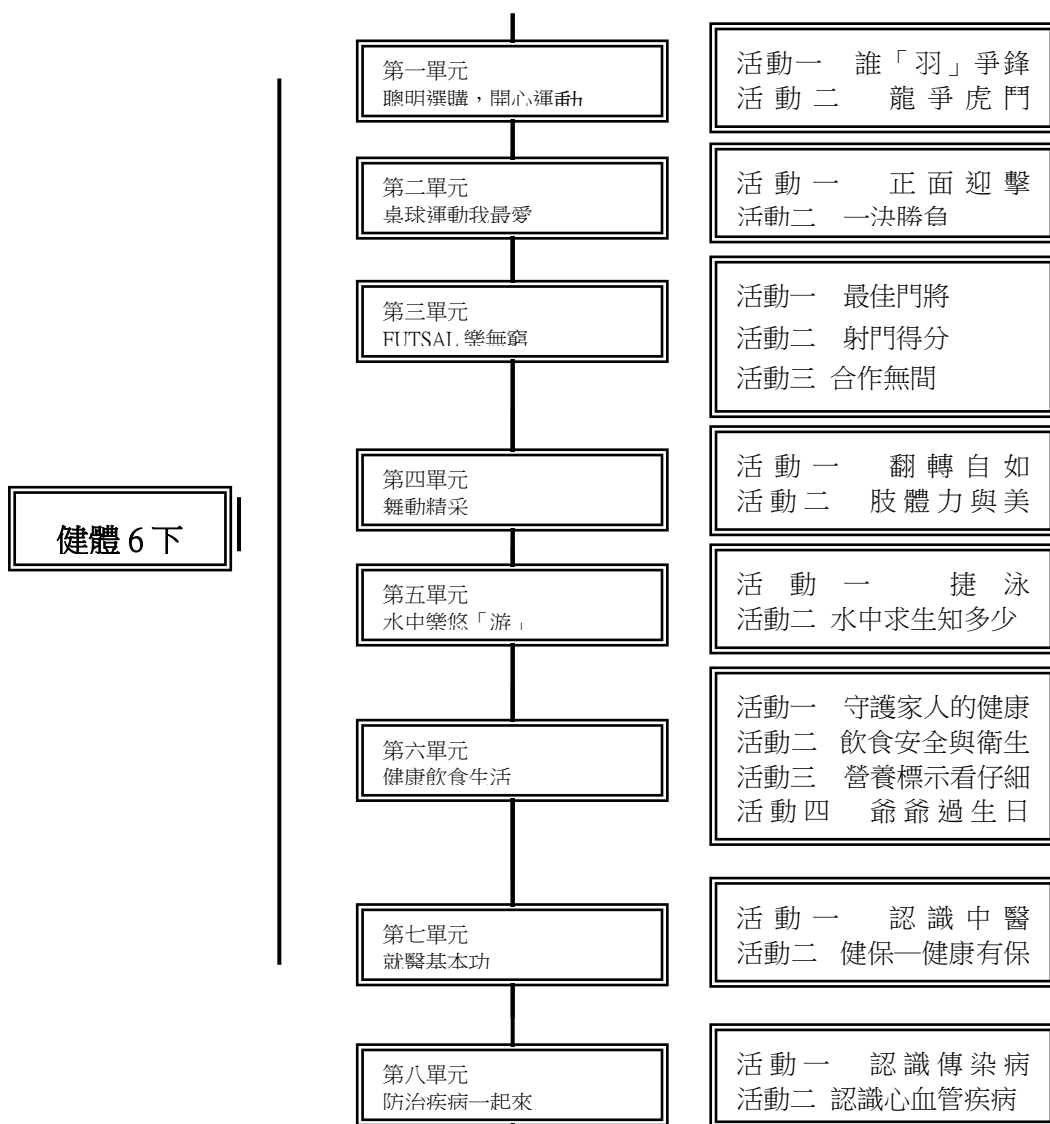 第一單元
聰明選購，開心運動
活動一 誰「羽」爭鋒
活動二 龍爭虎鬥
第二單元
桌球運動我最愛
活動一 正面迎擊
活動二 一決勝負
第三單元
FUTSAL 樂無窮
活動一 最佳門將
活動二 射門得分
活動三 合作無間
第四單元
舞動精采
活動一 翻轉自如
活動二 肢體力與美
健體 6 下
第五單元
水中樂悠「游」
活動一 捷泳
活動二 水中求生知多少
第六單元
健康飲食生活
活動一 守護家人的健康
活動二 飲食安全與衛生
活動三 營養標示看仔細
活動四 爺爺過生日
第七單元
就醫基本功
活動一 認識中醫
活動二 健保—健康有保
第八單元
防治疾病一起來
活動一 認識傳染病
活動二 認識心血管疾病